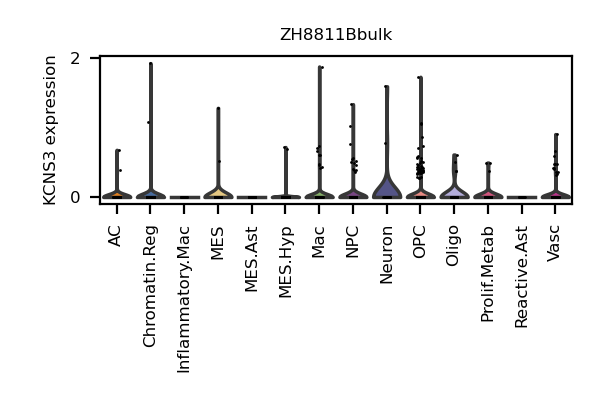 ZH8811Bbulk
KCNS3 expression
2
0
AC
Chromatin.Reg
Inflammatory.Mac
MES
MES.Ast
MES.Hyp
Mac
NPC
Neuron
OPC
Oligo
Prolif.Metab
Reactive.Ast
Vasc